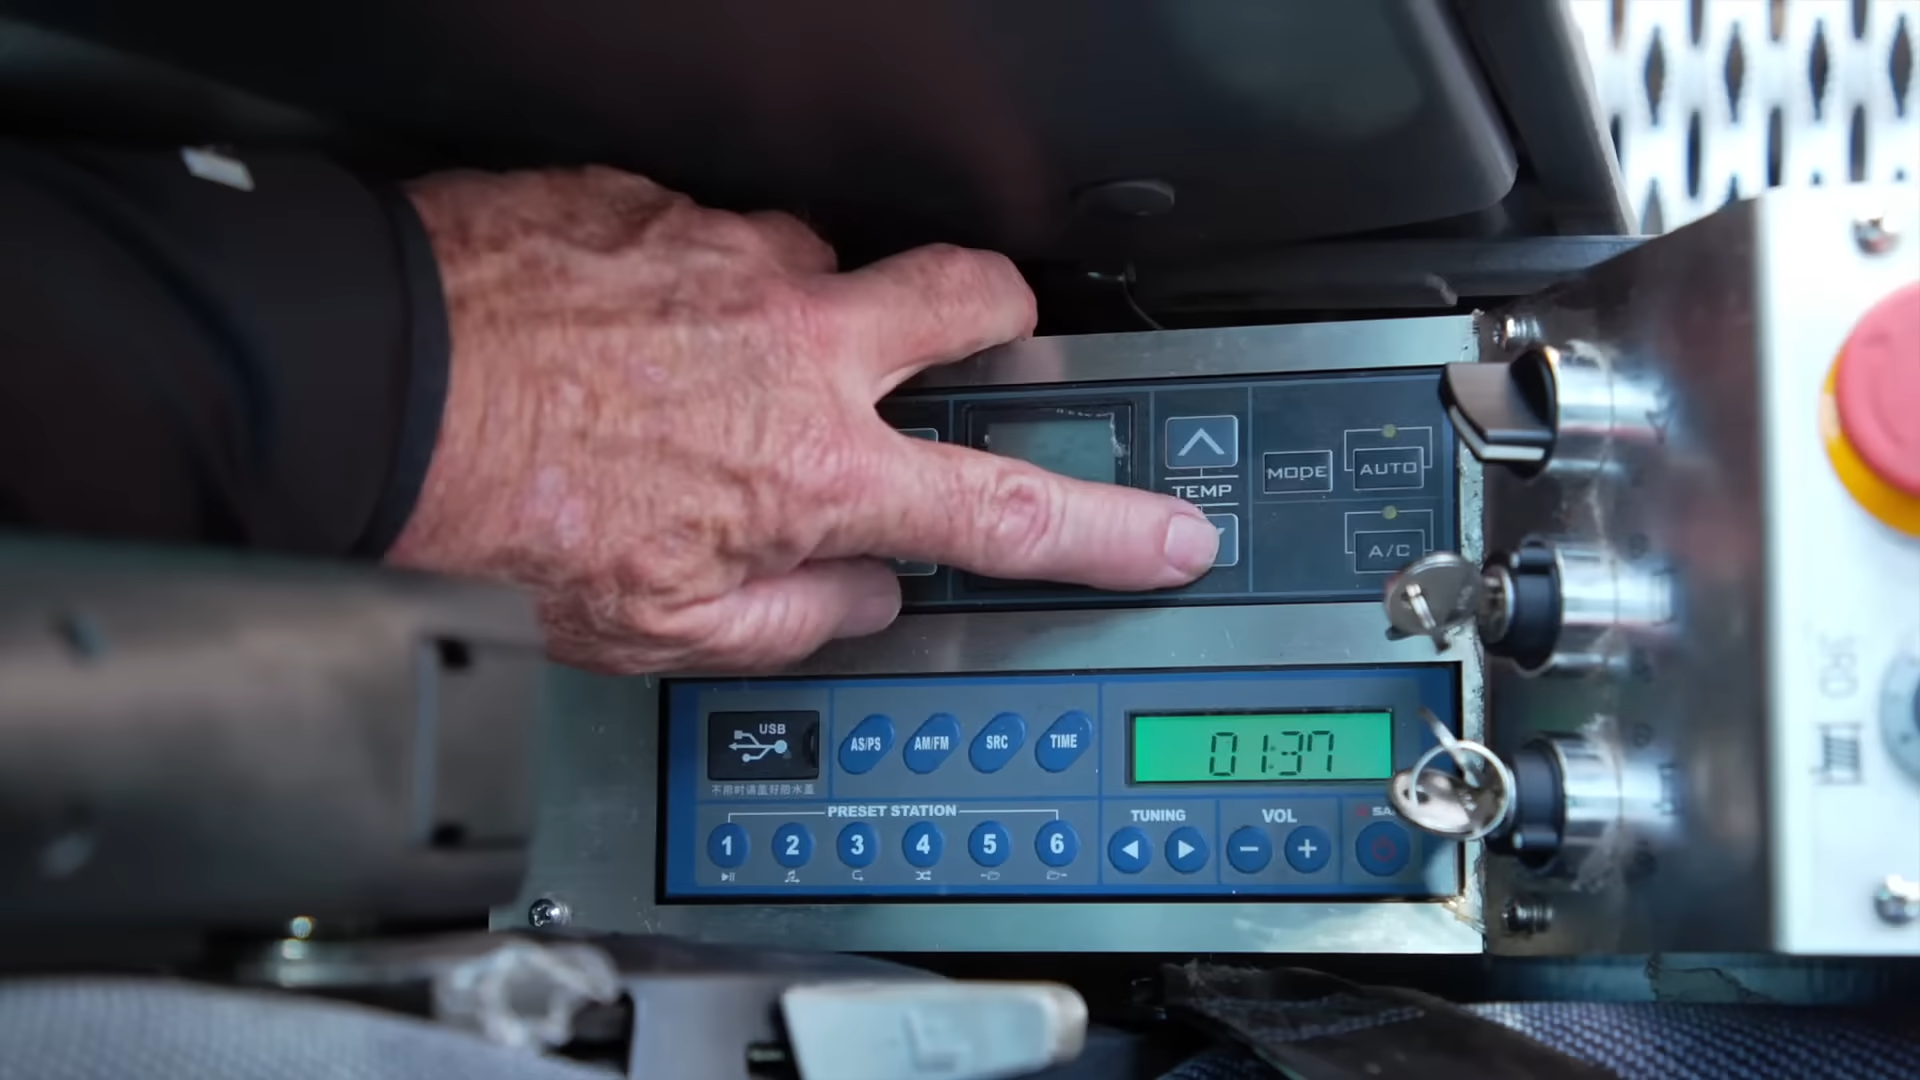 MODE
AUTO
TEMP
A/C
USB
不用时请盖好防水盖
AS/PS
AM/FM
SRC
TIME
01:37
PRESET STATION
1
2
3
4
5
6
TUNING
VOL